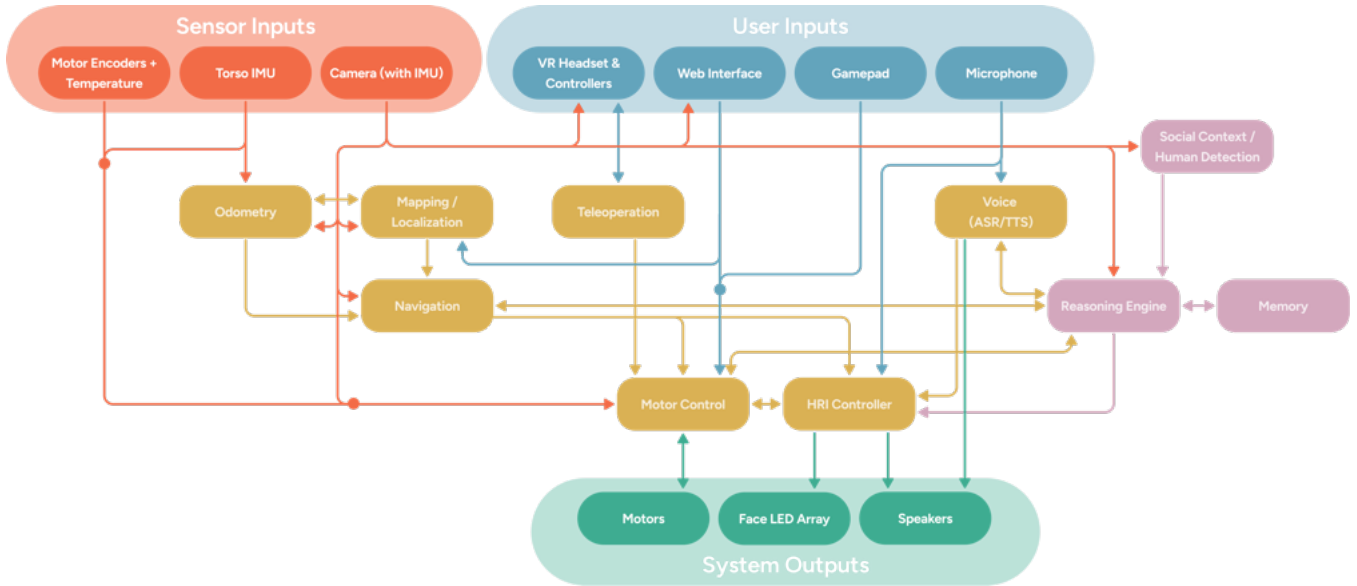 Sensor Inputs
User Inputs
Motor Encoders +
Temperature
Torso IMU
Camera (with IMU)
VR Headset &
Controllers
Web Interface
Gamepad
Microphone
Social Context /
Human Detection
Odometry
Mapping /
Localization
Teleoperation
Voice
(ASR/TTS)
Navigation
Reasoning Engine
Memory
Motor Control
HRI Controller
Motors
Face LED Array
Speakers
System Outputs